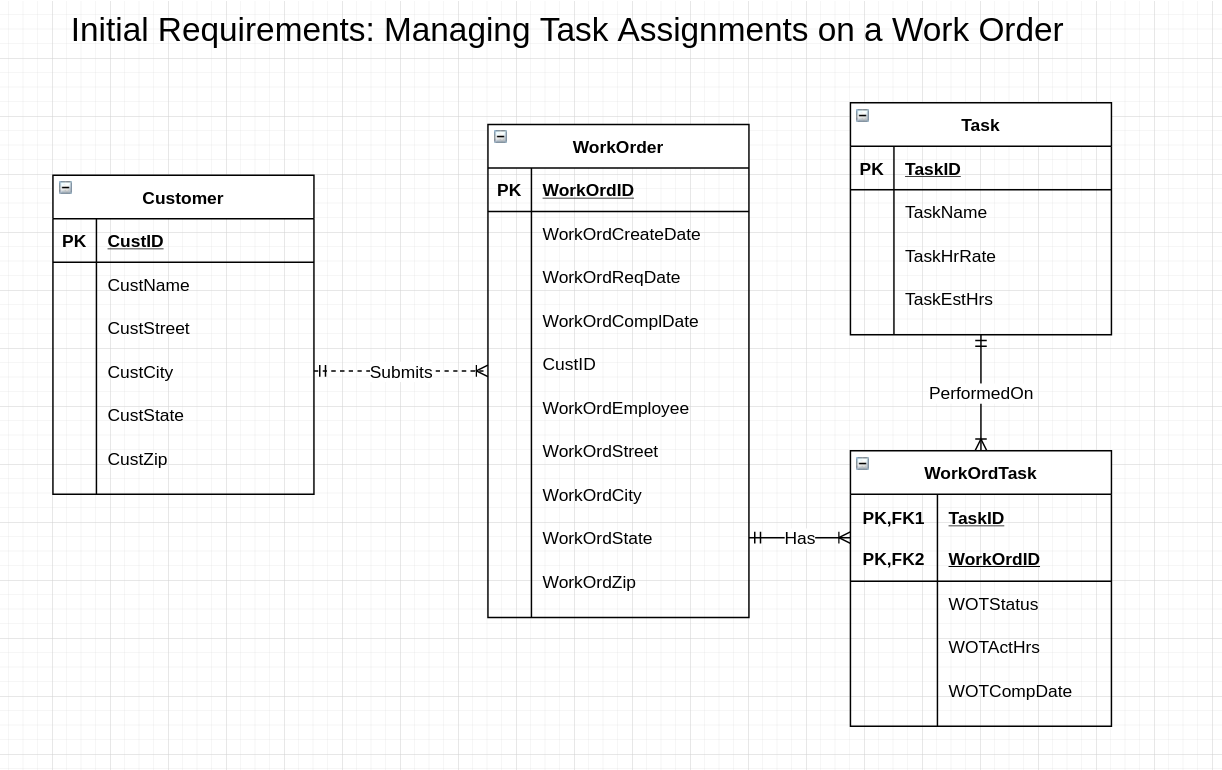 Initial Requirements: Managing Task Assignments on a Work Order
Customer
PK CustID
CustName
CustStreet
CustCity
CustState
CustZip
Submits
WorkOrder
PK WorkOrdID
WorkOrdCreateDate
WorkOrdReqDate
WorkOrdComplDate
CustID
WorkOrdEmployee
WorkOrdStreet
WorkOrdCity
WorkOrdState
WorkOrdZip
Has
Task
PK TaskID
TaskName
TaskHrRate
TaskEstHrs
PerformedOn
WorkOrdTask
PK,FK1 TaskID
PK,FK2 WorkOrdID
WOTStatus
WOTActHrs
WOTCompDate